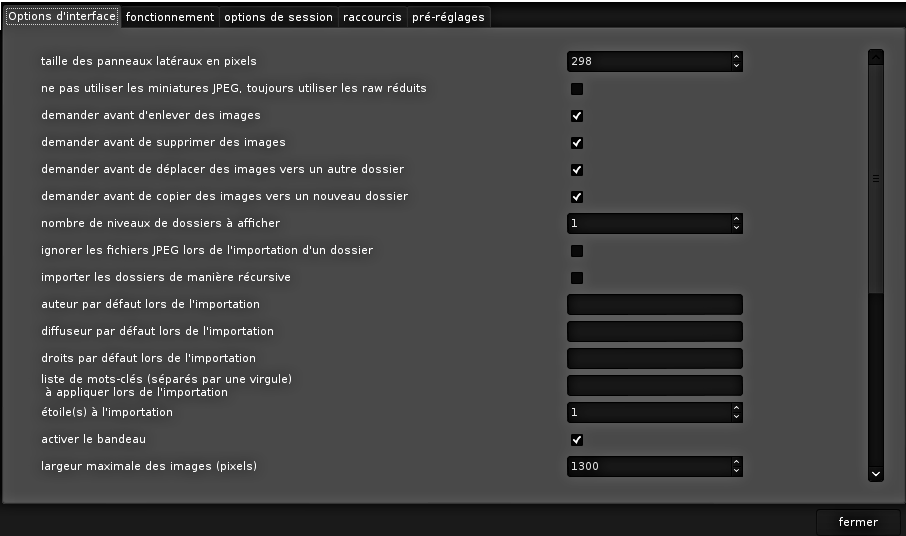 Options d'interface fonctionnement options de session raccourcis pré-réglages
taille des panneaux latéraux en pixels 298
ne pas utiliser les miniatures JPEG, toujours utiliser les raw réduits
demander avant d'enlever des images
demander avant de supprimer des images
demander avant de déplacer des images vers un autre dossier
demander avant de copier des images vers un nouveau dossier
nombre de niveaux de dossiers à afficher 1
ignorer les fichiers JPEG lors de l'importation d'un dossier
importer les dossiers de manière récursive
auteur par défaut lors de l'importation
diffuseur par défaut lors de l'importation
droits par défaut lors de l'importation
liste de mots-clés (séparés par une virgule)
à appliquer lors de l'importation
étoile(s) à l'importation 1
activer le bandeau
largeur maximale des images (pixels) 1300
fermer